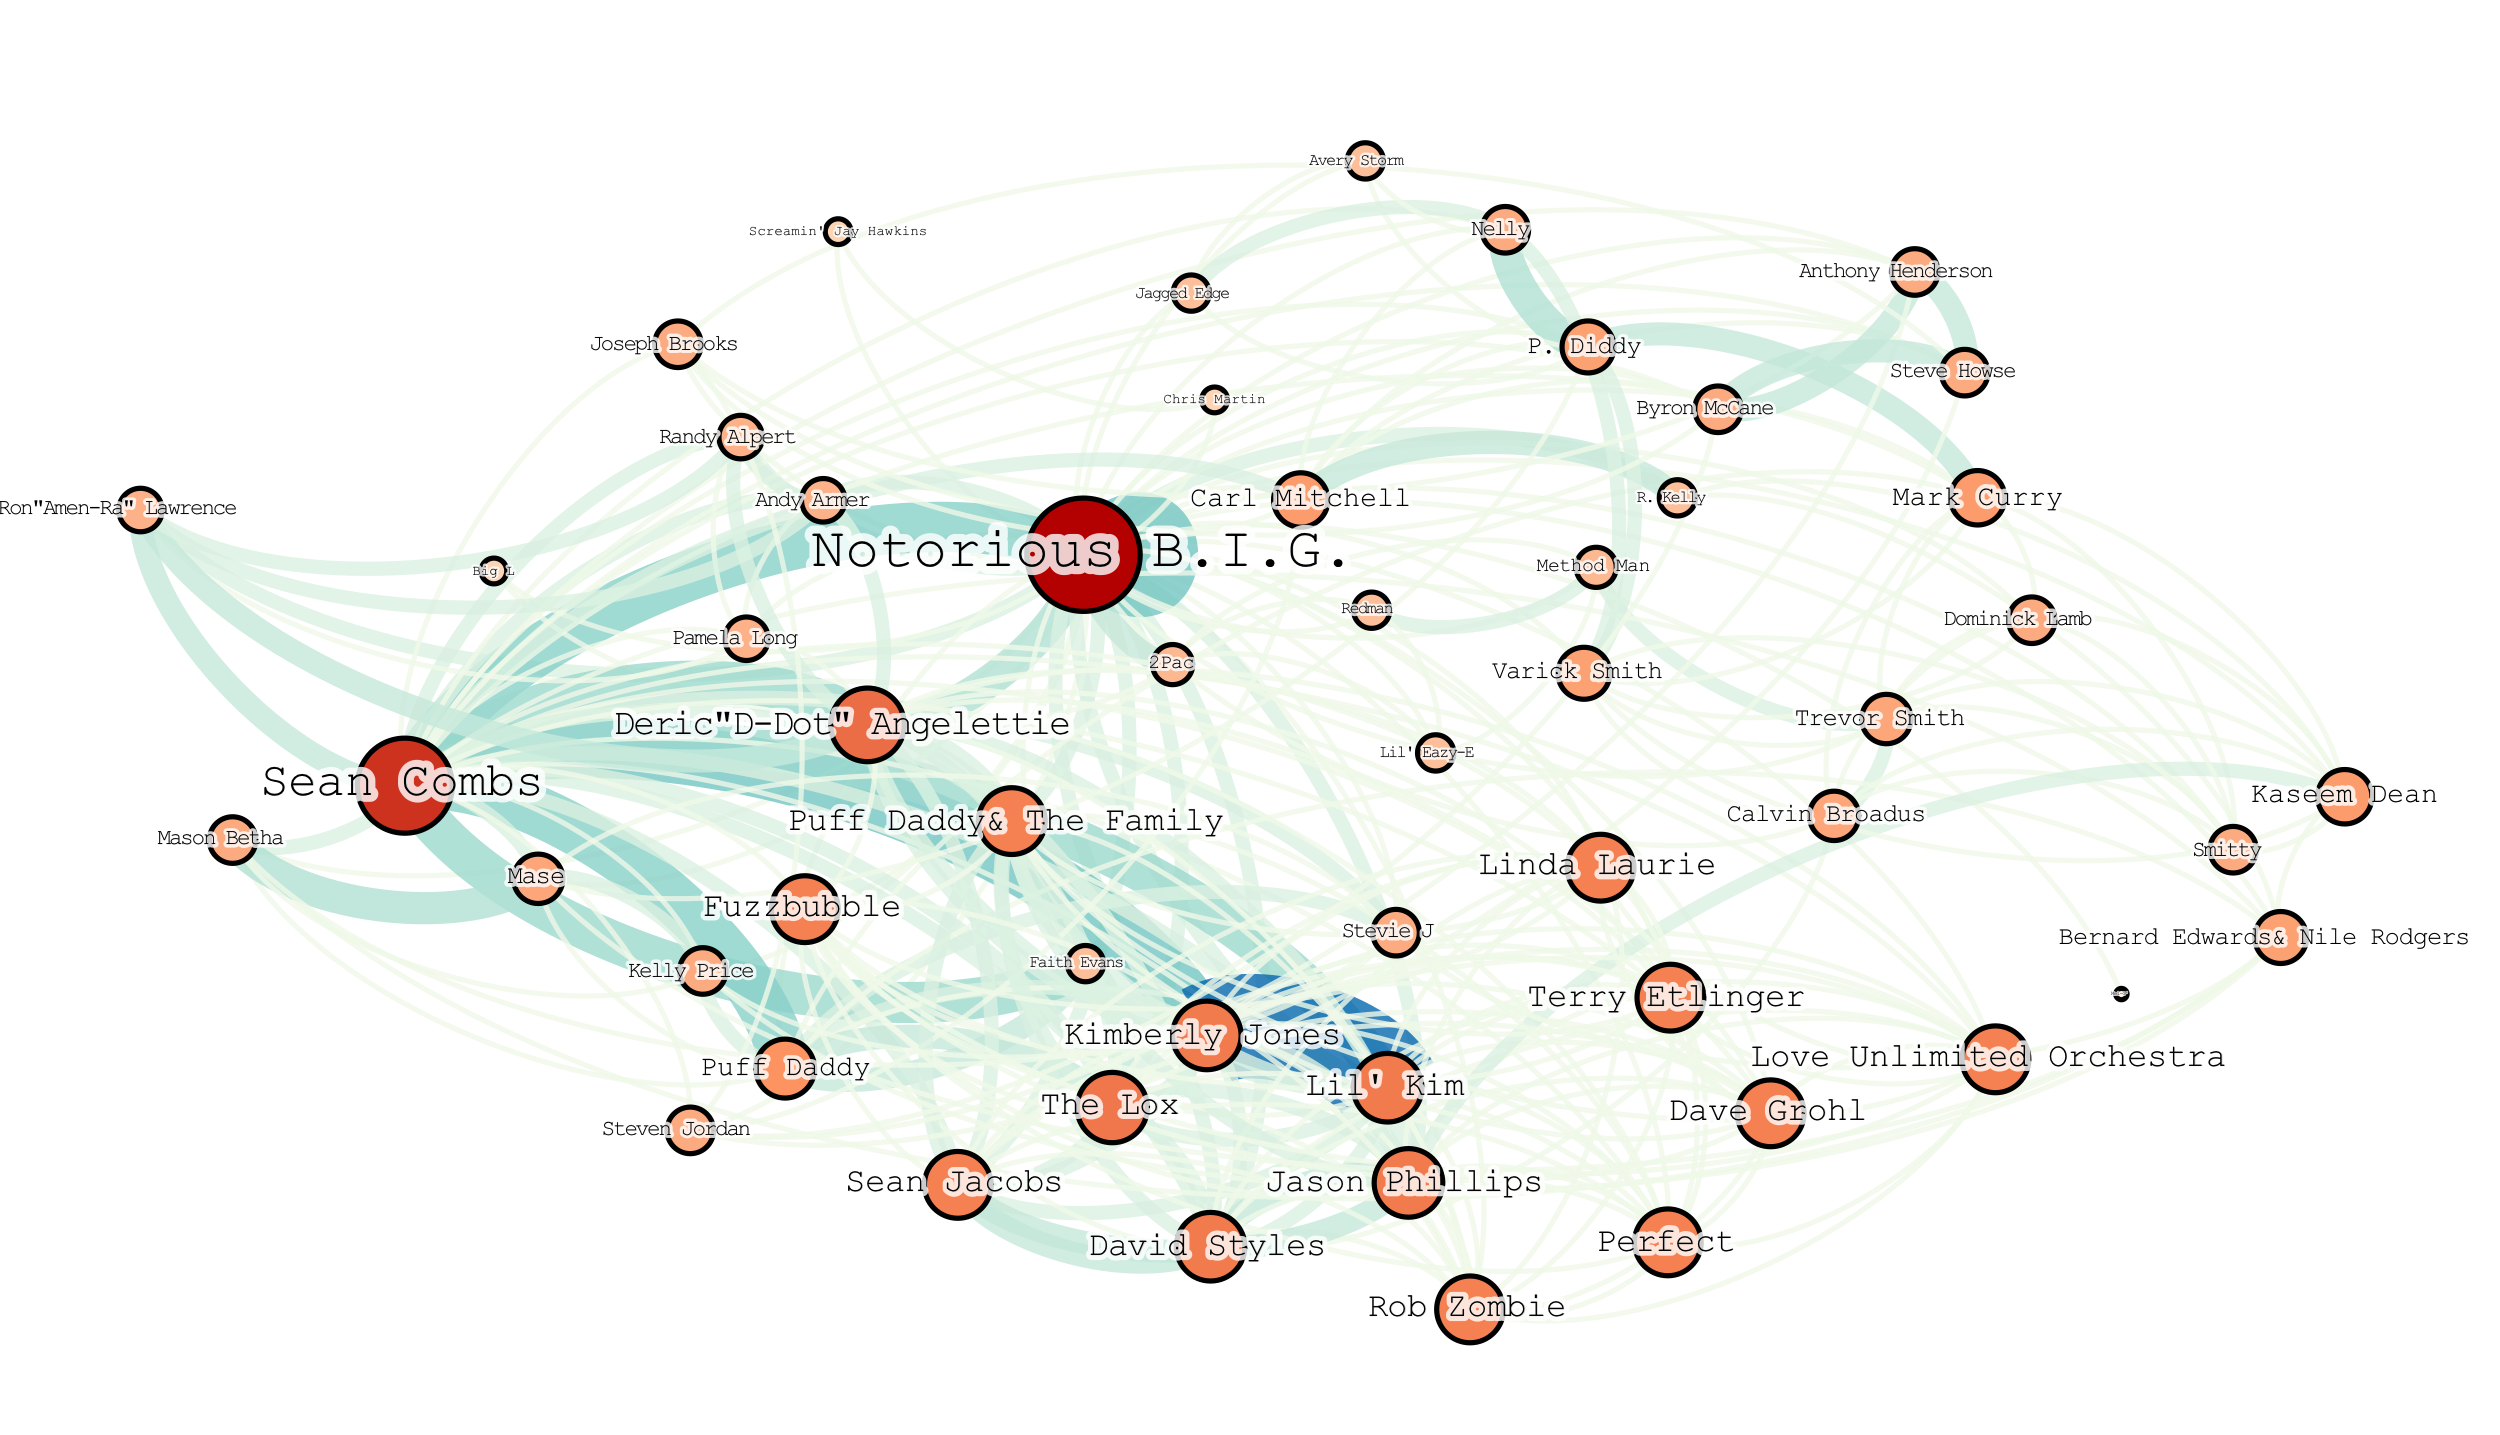 Avery Storm
Nelly
Screamin' Jay Hawkins
Anthony Henderson
Jagged Edge
Joseph Brooks
P. Diddy
Steve Howse
Chris Martin
Byron McCane
Randy Alpert
Andy Armer
Carl Mitchell
R. Kelly
Mark Curry
Ron"Amen-Ra" Lawrence
Notorious B.I.G.
Big L
Method Man
Redman
Dominick Lamb
Pamela Long
2Pac
Varick Smith
Deric"D-Dot" Angelettie
Trevor Smith
Lil' Eazy-E
Sean Combs
Kaseem Dean
Puff Daddy& The Family
Calvin Broadus
Mason Betha
Smitty
Linda Laurie
Mase
Fuzzbubble
Stevie J
Bernard Edwards& Nile Rodgers
Kelly Price
Faith Evans
Terry Etlinger
Kimberly Jones
Love Unlimited Orchestra
Puff Daddy
Lil' Kim
The Lox
Dave Grohl
Steven Jordan
Sean Jacobs
Jason Phillips
David Styles
Perfect
Rob Zombie